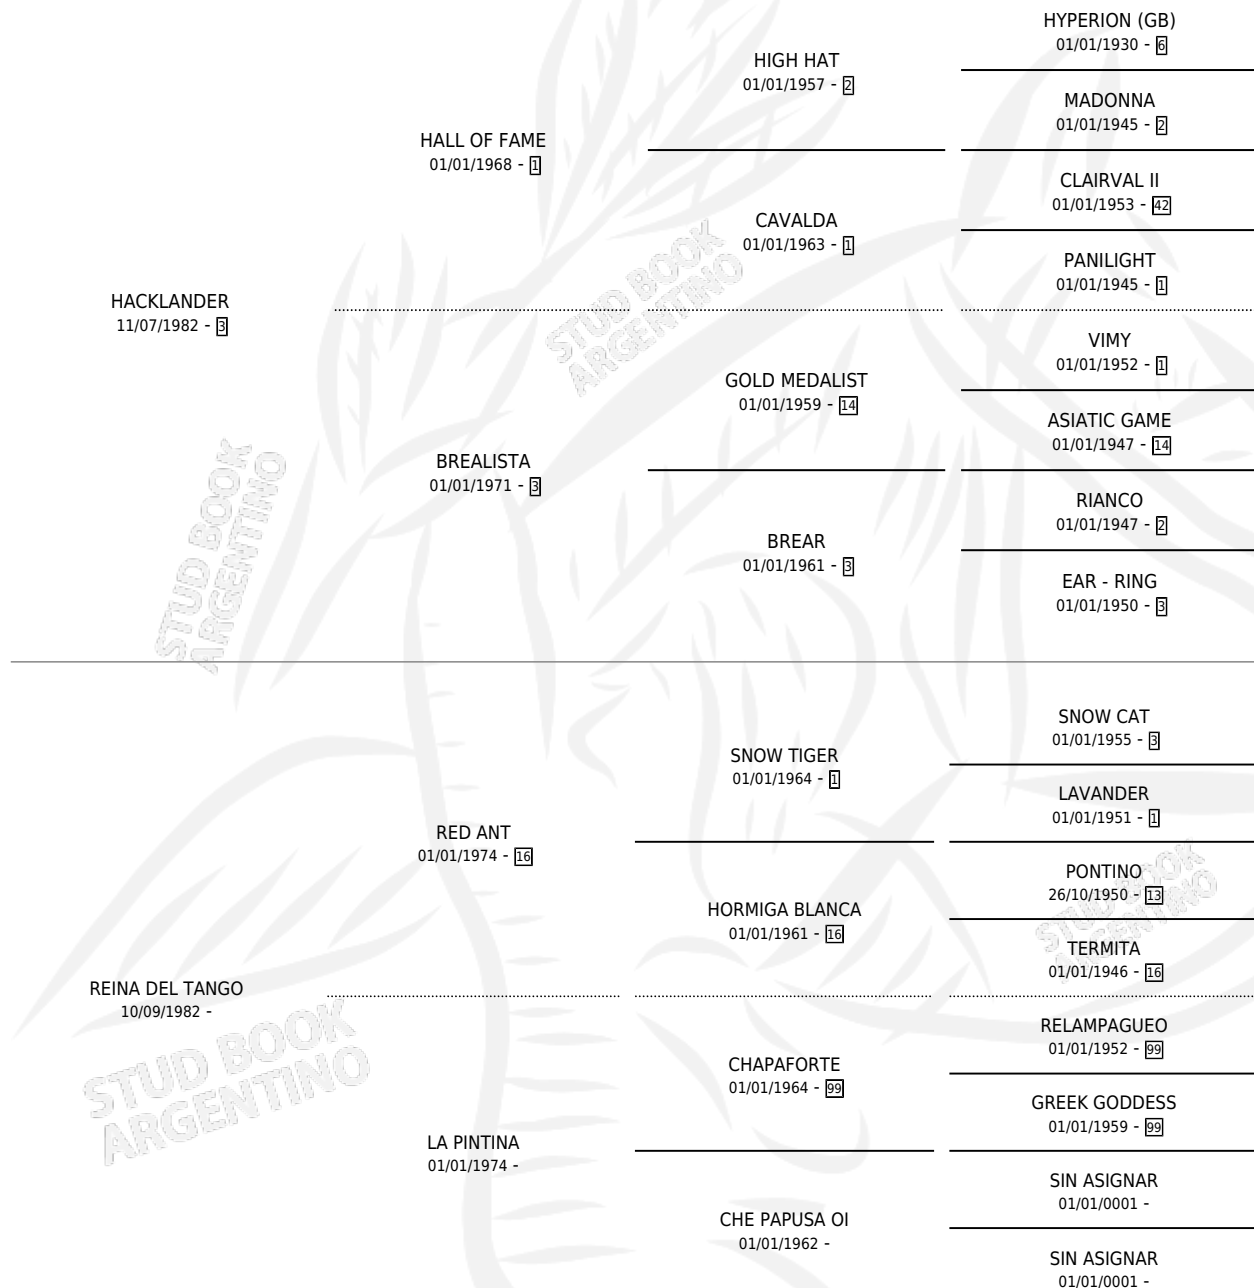 HYPERION (GB)
01/01/1930 - 6
HIGH HAT
01/01/1957 - 2
MADONNA
01/01/1945 - 2
HALL OF FAME
01/01/1968 - 1
CLAIRVAL II
01/01/1953 - 42
CAVALDA
01/01/1963 - 1
PANILIGHT
01/01/1945 - 1
HACKLANDER
11/07/1982 - 3
VIMY
01/01/1952 - 1
GOLD MEDALIST
01/01/1959 - 14
ASIATIC GAME
01/01/1947 - 14
BREALISTA
01/01/1971 - 3
RIANCO
01/01/1947 - 2
BREAR
01/01/1961 - 3
EAR - RING
01/01/1950 - 3
SNOW CAT
01/01/1955 - 3
SNOW TIGER
01/01/1964 - 1
LAVANDER
01/01/1951 - 1
RED ANT
01/01/1974 - 16
PONTINO
26/10/1950 - 13
HORMIGA BLANCA
01/01/1961 - 16
TERMITA
01/01/1946 - 16
REINA DEL TANGO
10/09/1982 -
RELAMPAGUEO
01/01/1952 - 99
CHAPAFORTE
01/01/1964 - 99
GREEK GODDESS
01/01/1959 - 99
LA PINTINA
01/01/1974 -
SIN ASIGNAR
01/01/0001 -
CHE PAPUSA OI
01/01/1962 -
SIN ASIGNAR
01/01/0001 -
STUD BOOK
ARGENTINO
STUD BOOK
ARGENTINO
STUD BOOK
ARGENTINO
STUD BOOK
ARGENTINO